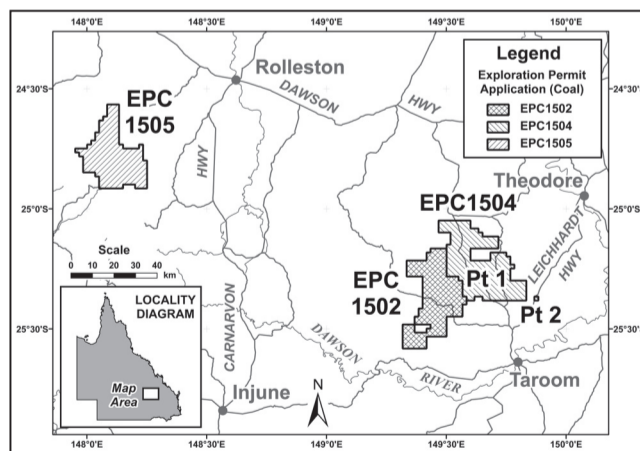 148°0'E
148°30'E
149°0'E
149°30'E
150°0'E
24°30'S
25°0'S
25°30'S
Rolleston
DAWSON
HWY
EPC
1505
HWY
Legend
Exploration Permit
Application (Coal)
EPC1502
EPC1504
EPC1505
Theodore
EPC1504
Pt 1
LEICHHARDT
HWY
Pt 2
EPC
1502
Scale
0 10 20 30 40
km
LOCALITY
DIAGRAM
Map
Area
CARNARVON
DAWSON
RIVER
Taroom
Injune
N
148°0'E
148°30'E
149°0'E
149°30'E
150°0'E
24°30'S
25°0'S
25°30'S